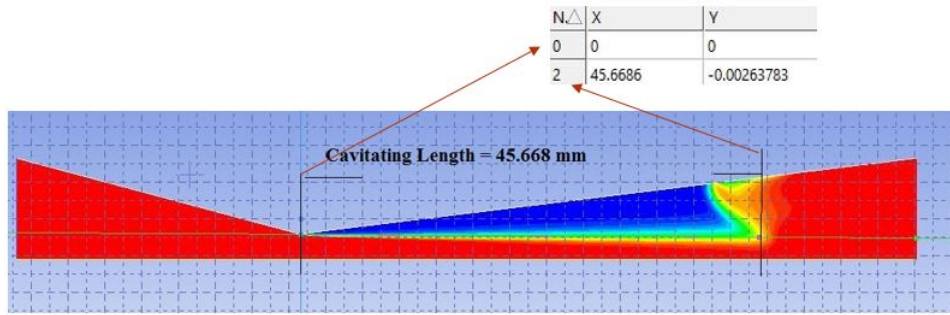 N.△ X Y
0 0 0
2 45.6686 -0.00263783
Cavitating Length = 45.668 mm